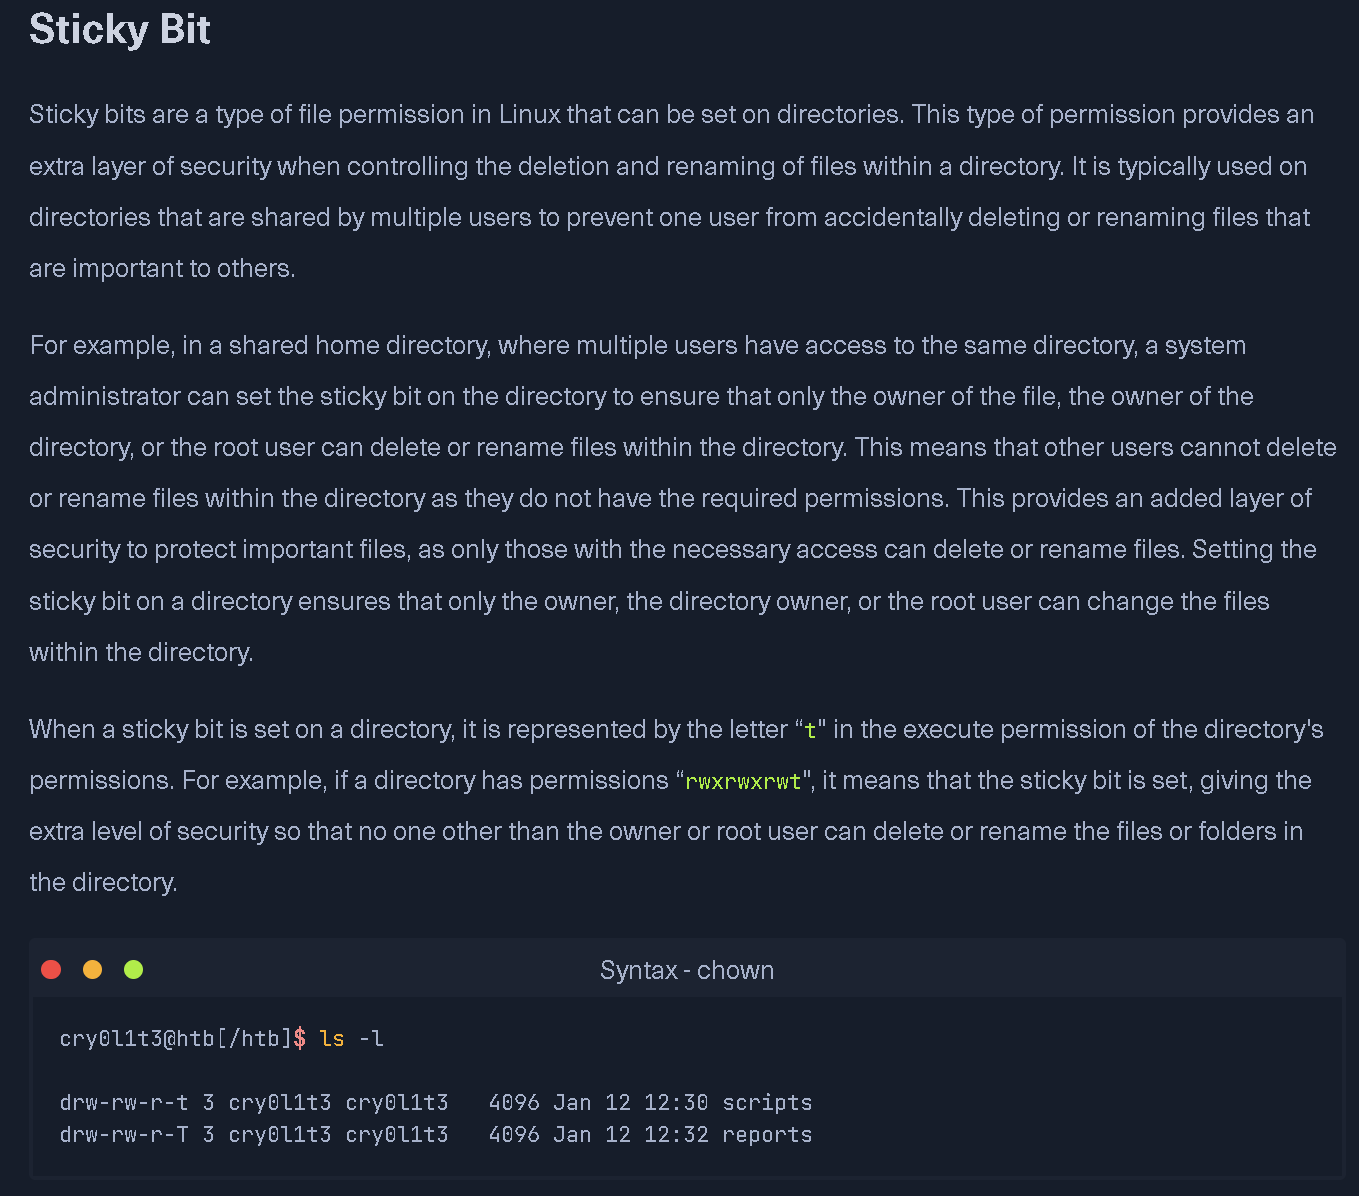 Sticky Bit
Sticky bits are a type of file permission in Linux that can be set on directories. This type of permission provides an
extra layer of security when controlling the deletion and renaming of files within a directory. It is typically used on
directories that are shared by multiple users to prevent one user from accidentally deleting or renaming files that
are important to others.
For example, in a shared home directory, where multiple users have access to the same directory, a system
administrator can set the sticky bit on the directory to ensure that only the owner of the file, the owner of the
directory, or the root user can delete or rename files within the directory. This means that other users cannot delete
or rename files within the directory as they do not have the required permissions. This provides an added layer of
security to protect important files, as only those with the necessary access can delete or rename files. Setting the
sticky bit on a directory ensures that only the owner, the directory owner, or the root user can change the files
within the directory.
When a sticky bit is set on a directory, it is represented by the letter “t" in the execute permission of the directory's
permissions. For example, if a directory has permissions “rwxrwxrwt", it means that the sticky bit is set, giving the
extra level of security so that no one other than the owner or root user can delete or rename the files or folders in
the directory.
Syntax - chown
cry0l1t3@htb[/htb]$ ls -l
drw-rw-r-t 3 cry0l1t3 cry0l1t3   4096 Jan 12 12:30 scripts
drw-rw-r-T 3 cry0l1t3 cry0l1t3   4096 Jan 12 12:32 reports